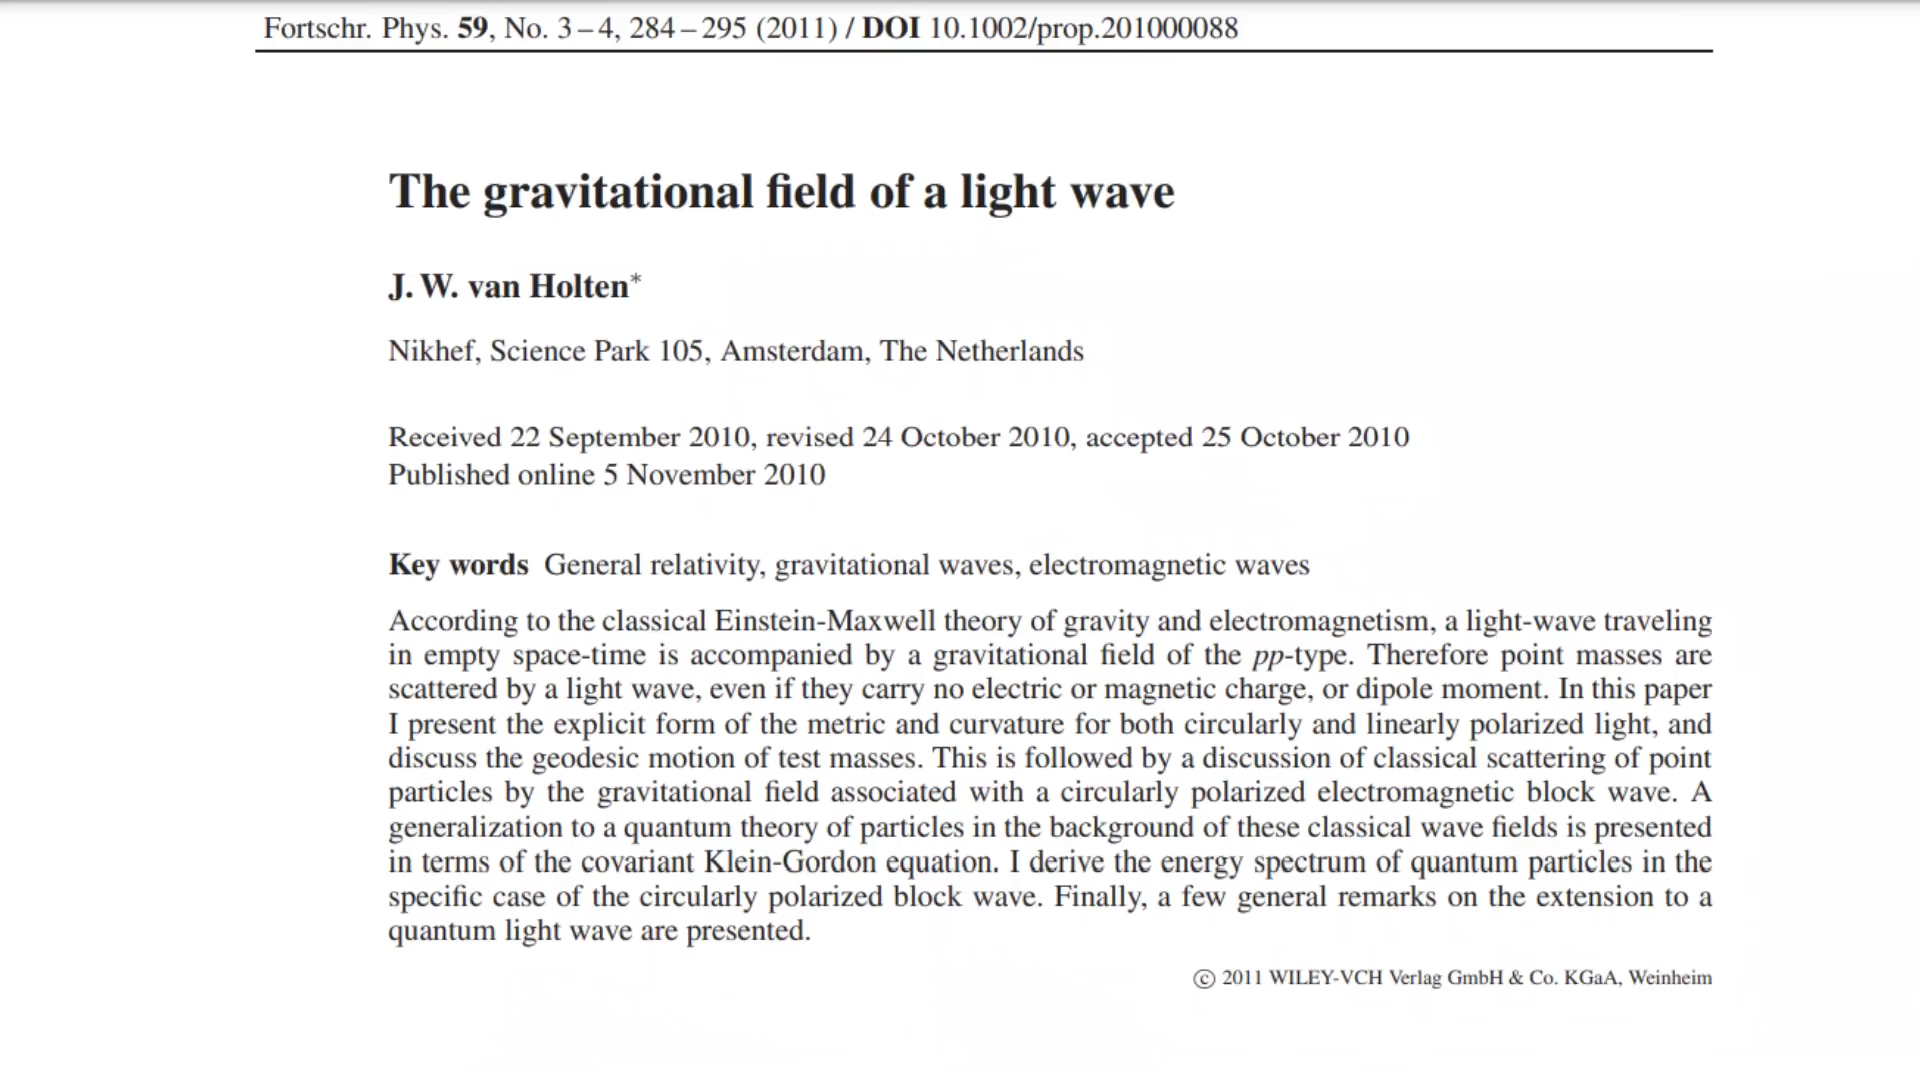 Fortschr. Phys. 59, No. 3 – 4, 284 – 295 (2011) / DOI 10.1002/prop.201000088
The gravitational field of a light wave
J. W. van Holten*
Nikhef, Science Park 105, Amsterdam, The Netherlands
Received 22 September 2010, revised 24 October 2010, accepted 25 October 2010
Published online 5 November 2010
Key words General relativity, gravitational waves, electromagnetic waves
According to the classical Einstein-Maxwell theory of gravity and electromagnetism, a light-wave traveling
in empty space-time is accompanied by a gravitational field of the pp-type. Therefore point masses are
scattered by a light wave, even if they carry no electric or magnetic charge, or dipole moment. In this paper
I present the explicit form of the metric and curvature for both circularly and linearly polarized light, and
discuss the geodesic motion of test masses. This is followed by a discussion of classical scattering of point
particles by the gravitational field associated with a circularly polarized electromagnetic block wave. A
generalization to a quantum theory of particles in the background of these classical wave fields is presented
in terms of the covariant Klein-Gordon equation. I derive the energy spectrum of quantum particles in the
specific case of the circularly polarized block wave. Finally, a few general remarks on the extension to a
quantum light wave are presented.
© 2011 WILEY-VCH Verlag GmbH & Co. KGaA, Weinheim